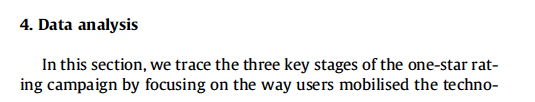 4. Data analysis
In this section, we trace the three key stages of the one-star rat-
ing campaign by focusing on the way users mobilised the techno-